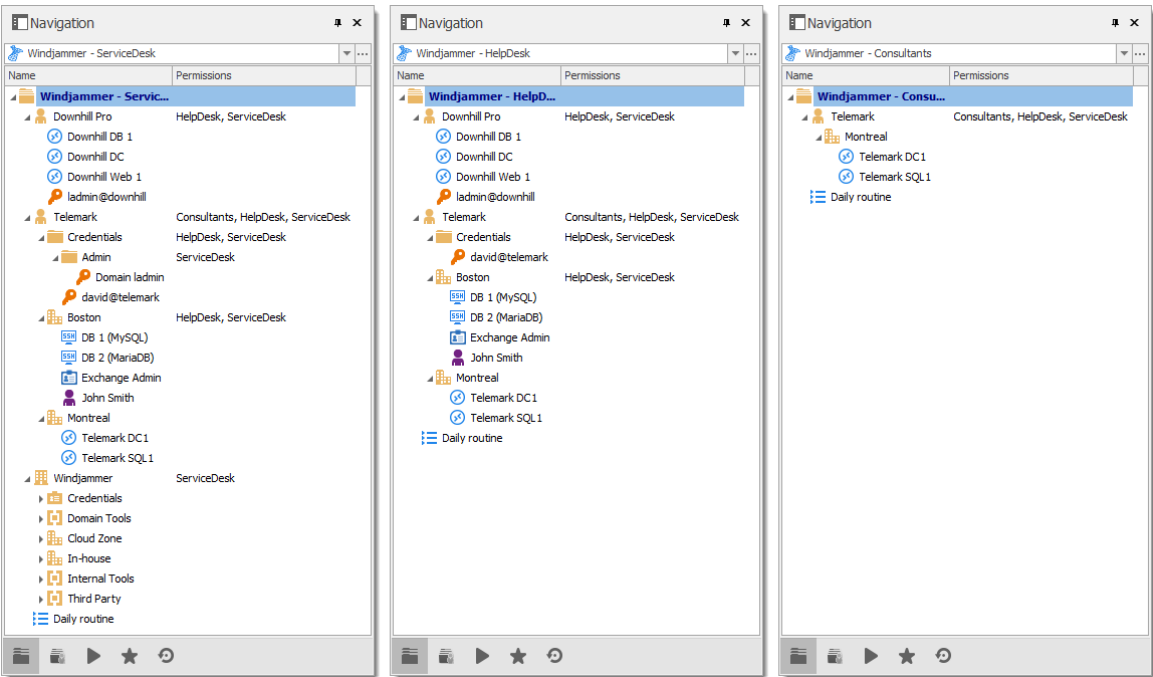 Navigation
Windjammer - ServiceDesk
Name Permissions
Windjammer - Servic...
Downhill Pro HelpDesk, ServiceDesk
Downhill DB 1
Downhill DC
Downhill Web 1
ladmin@downhill
Telemark Consultants, HelpDesk, ServiceDesk
Credentials HelpDesk, ServiceDesk
Admin ServiceDesk
Domain ladmin
david@telemark
Boston HelpDesk, ServiceDesk
SSH DB 1 (MySQL)
SSH DB 2 (MariaDB)
Exchange Admin
John Smith
Montreal
Telemark DC1
Telemark SQL1
Windjammer ServiceDesk
Credentials
Domain Tools
Cloud Zone
In-house
Internal Tools
Third Party
Daily routine
Navigation
Windjammer - HelpDesk
Name Permissions
Windjammer - HelpD...
Downhill Pro HelpDesk, ServiceDesk
Downhill DB 1
Downhill DC
Downhill Web 1
ladmin@downhill
Telemark Consultants, HelpDesk, ServiceDesk
Credentials HelpDesk, ServiceDesk
david@telemark
Boston HelpDesk, ServiceDesk
SSH DB 1 (MySQL)
SSH DB 2 (MariaDB)
Exchange Admin
John Smith
Montreal
Telemark DC1
Telemark SQL1
Daily routine
Navigation
Windjammer - Consultants
Name Permissions
Windjammer - Consu...
Telemark Consultants, HelpDesk, ServiceDesk
Montreal
Telemark DC1
Telemark SQL1
Daily routine